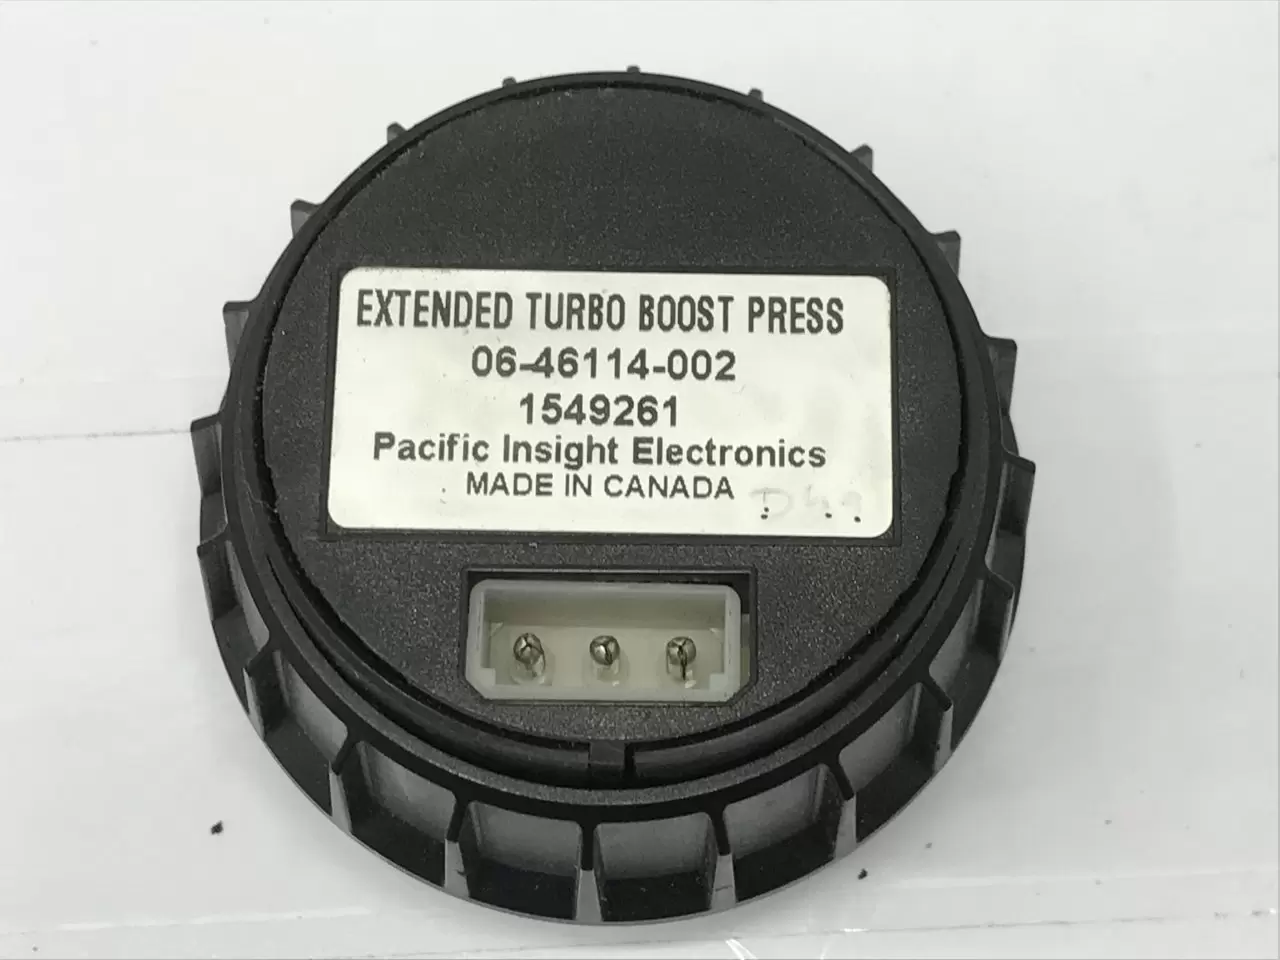 EXTENDED TURBO BOOST PRESS
06-46114-002
1549261
Pacific Insight Electronics
MADE IN CANADA